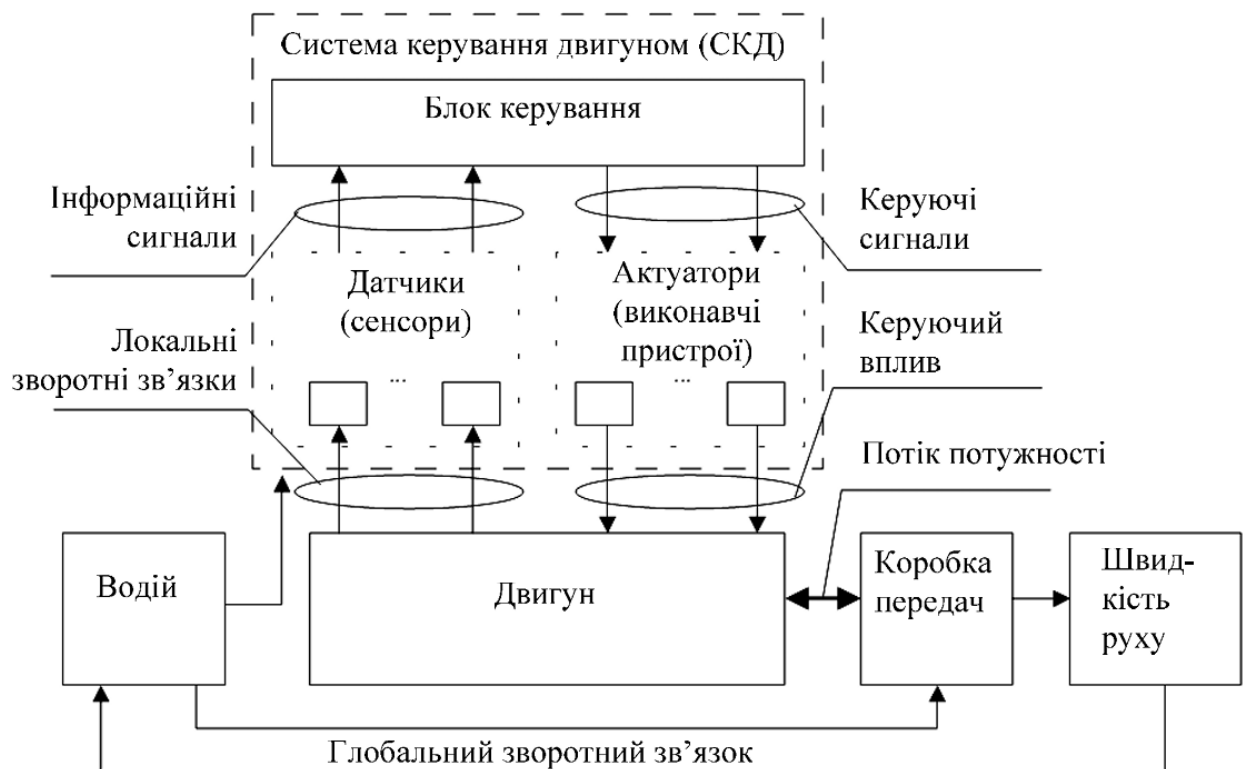 Система керування двигуном (СКД)
Блок керування
Інформаційні
сигнали
Керуючі
сигнали
Датчики
(сенсори)
Актуатори
(виконавчі
пристрої)
Локальні
зворотні зв’язки
Керуючий
вплив
...
...
Потік потужності
Водій
Двигун
Коробка
передач
Швид-
кість
руху
Глобальний зворотний зв’язок